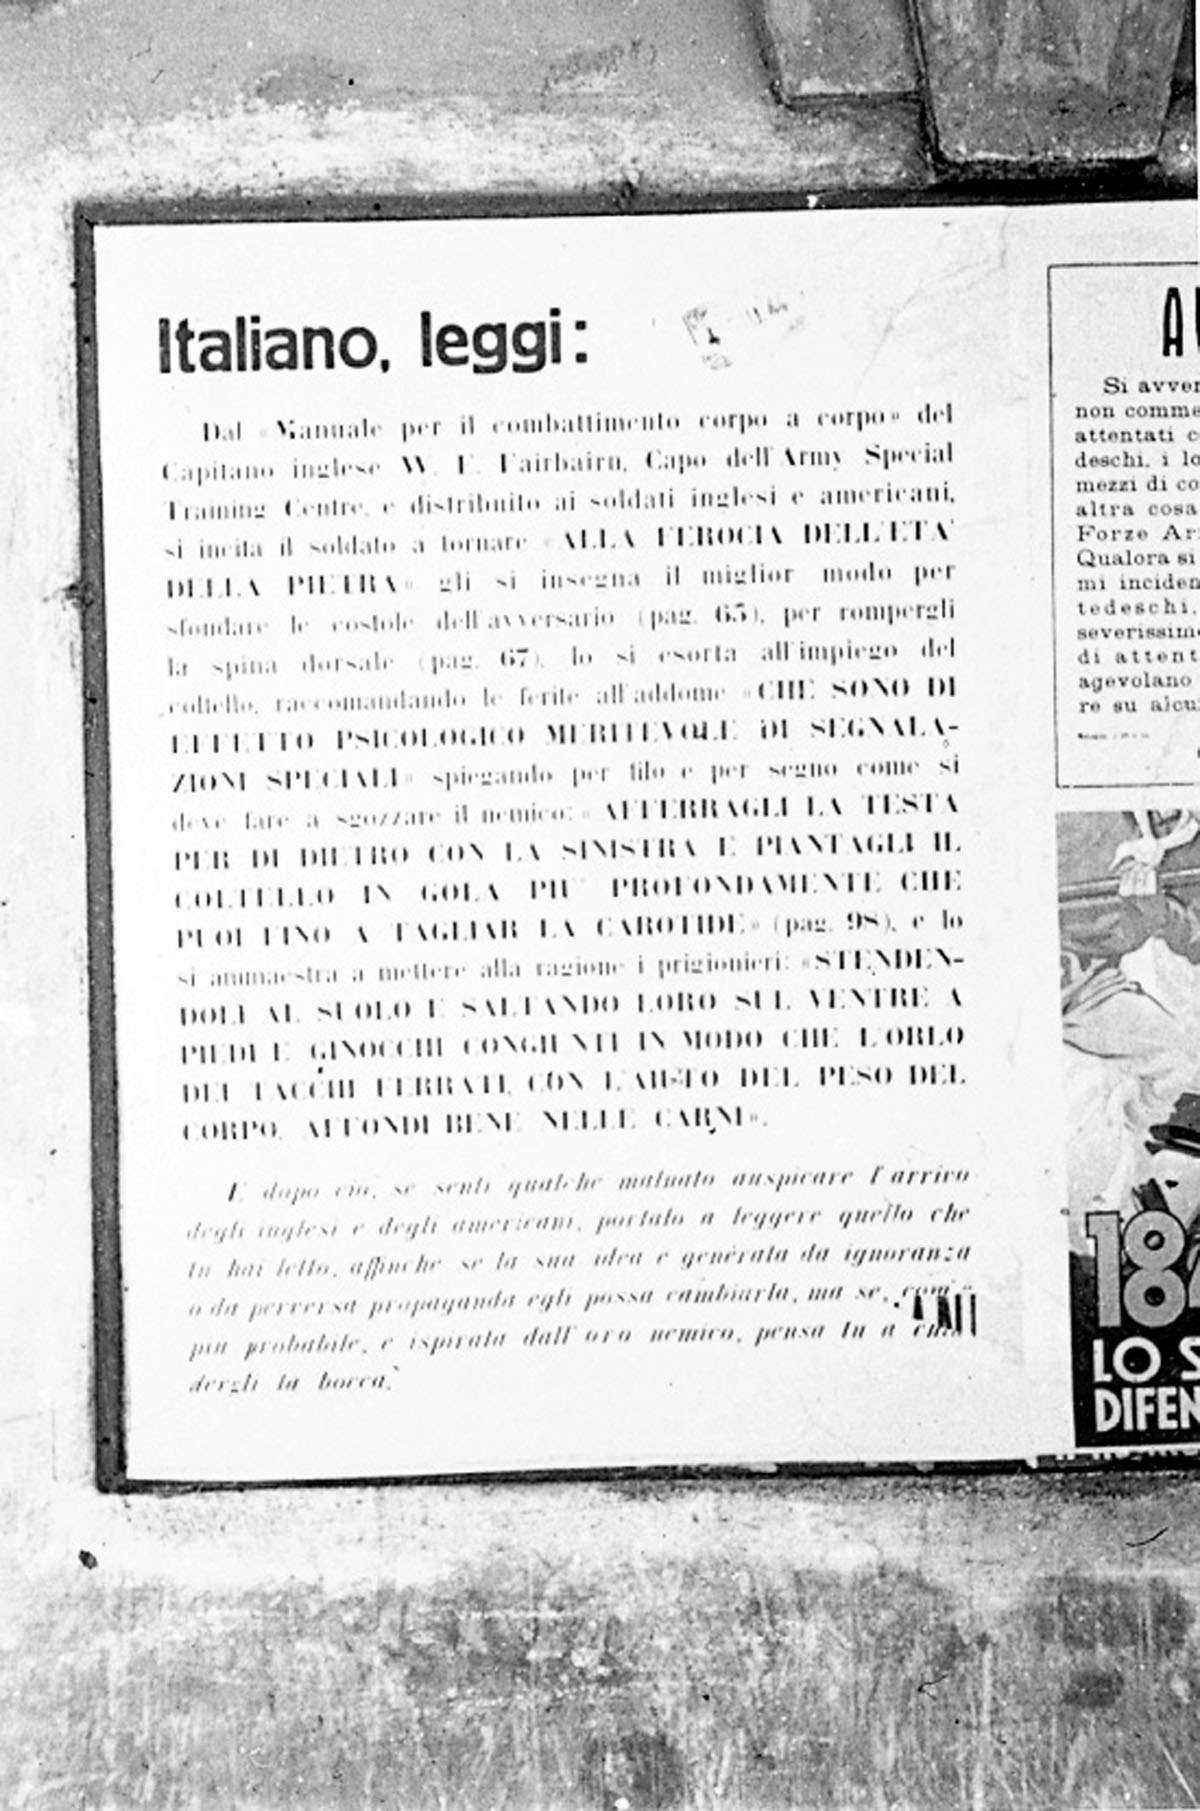 Italiano, leggi:
Dal «Manuale per il combattimento corpo a corpo» del
Capitano inglese W. E. Fairbairn, Capo dell'Army Special
Training Centre, e distribuito ai soldati inglesi e americani,
si incita il soldato a tornare «ALLA FEROCIA DELL'ETA'
DELLA PIETRA» gli si insegna il miglior modo per
sfondare le costole dell'avversario (pag. 65), per rompergli
la spina dorsale (pag. 67), lo si esorta all'impiego del
coltello, raccomandando le ferite all'addome «CHE SONO DI
EFFETTO PSICOLOGICO MERITEVOLE DI SEGNALA-
ZIONI SPECIALI» spiegando per filo e per segno come si
deve fare a sgozzare il nemico: «AFFERRAGLI LA TESTA
PER DI DIETRO CON LA SINISTRA E PIANTAGLI IL
COLTELLO IN GOLA PIU' PROFONDAMENTE CHE
PUOI FINO A TAGLIAR LA CAROTIDE» (pag. 98), e lo
si ammaestra a mettere alla ragione i prigionieri: «STENDEN-
DOLI AL SUOLO E SALTANDO LORO SUL VENTRE A
PIEDI E GINOCCHI CONGIUNTI IN MODO CHE L'ORLO
DEI TACCHI FERRATI, CON L'AIUTO DEL PESO DEL
CORPO, AFFONDI BENE NELLE CARNI».
E dopo ciò, se senti qualche malnato auspicare l'arrivo
degli inglesi e degli americani, portalo a leggere quello che
tu hai letto, affinchè se la sua idea è generata da ignoranza
o da perversa propaganda egli possa cambiarla, ma se, com'è
più probabile, è ispirata dall'oro nemico, pensa tu a chiu-
dergli la bocca.
Si avver
non comme
attentati c
deschi, i lo
mezzi di co
altra cosa
Forze Ar
Qualora si
mi inciden
tedeschi,
severissime
di attent
agevolano
re su alcu
18
LO S
DIFEN